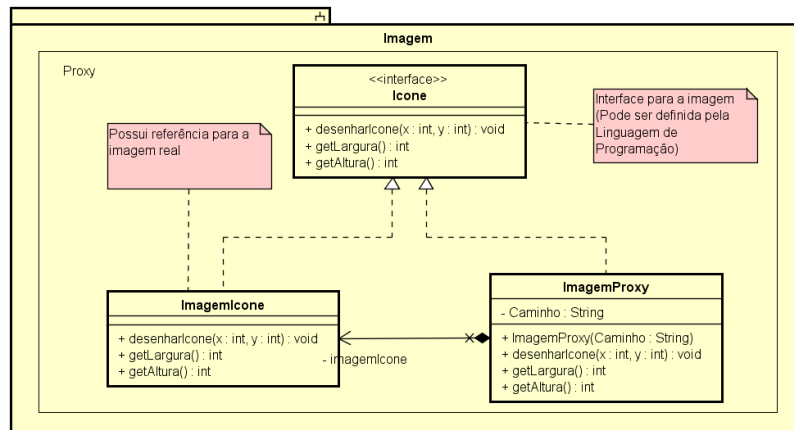 Imagem
Proxy
<<interface>>
Icone
+ desenharIcone(x : int, y : int) : void
+ getLargura() : int
+ getAltura() : int
Interface para a imagem
(Pode ser definida pela
Linguagem de
Programação)
Possui referência para a
imagem real
ImagemIcone
+ desenharIcone(x : int, y : int) : void
+ getLargura() : int
+ getAltura() : int
- imagemIcone
ImagemProxy
- Caminho : String
+ ImagemProxy(Caminho : String)
+ desenharIcone(x : int, y : int) : void
+ getLargura() : int
+ getAltura() : int